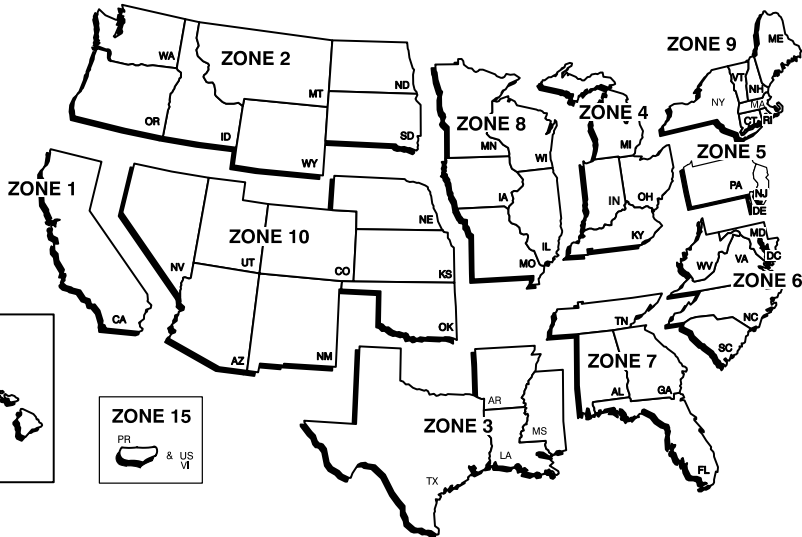 ZONE 9
ME
ZONE 2
WA
MT
ND
VT
NH
NY
MA
CT
RI
OR
ID
SD
WY
ZONE 8
MN
WI
ZONE 4
MI
ZONE 5
PA
NJ
DE
ZONE 1
CA
NE
IA
IL
MO
IN
OH
KY
MD
DC
WV
VA
ZONE 6
NC
SC
ZONE 10
NV
UT
CO
KS
AZ
NM
OK
TN
ZONE 7
AL
GA
FL
ZONE 3
AR
MS
LA
TX
ZONE 15
PR
& US
VI